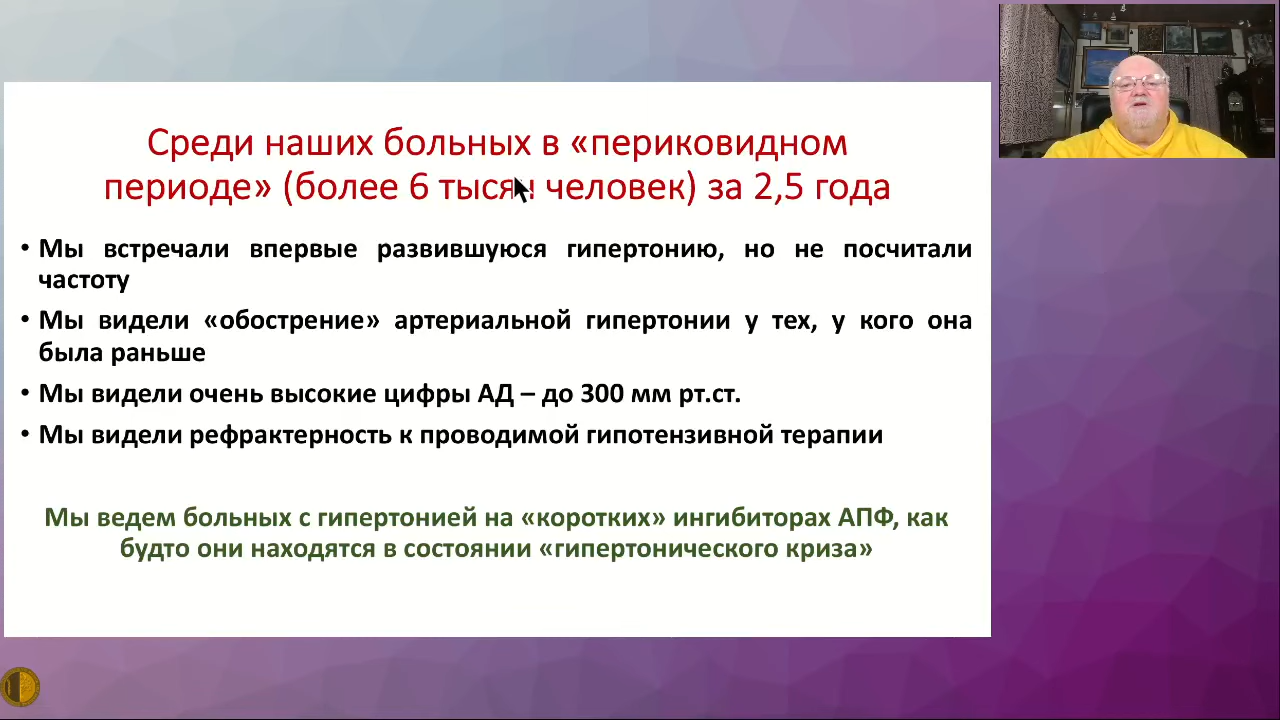 Среди наших больных в «периковидном
периоде» (более 6 тысяч человек) за 2,5 года
• Мы встречали впервые развившуюся гипертонию, но не посчитали
частоту
• Мы видели «обострение» артериальной гипертонии у тех, у кого она
была раньше
• Мы видели очень высокие цифры АД – до 300 мм рт.ст.
• Мы видели рефрактерность к проводимой гипотензивной терапии
Мы ведем больных с гипертонией на «коротких» ингибиторах АПФ, как
будто они находятся в состоянии «гипертонического криза»